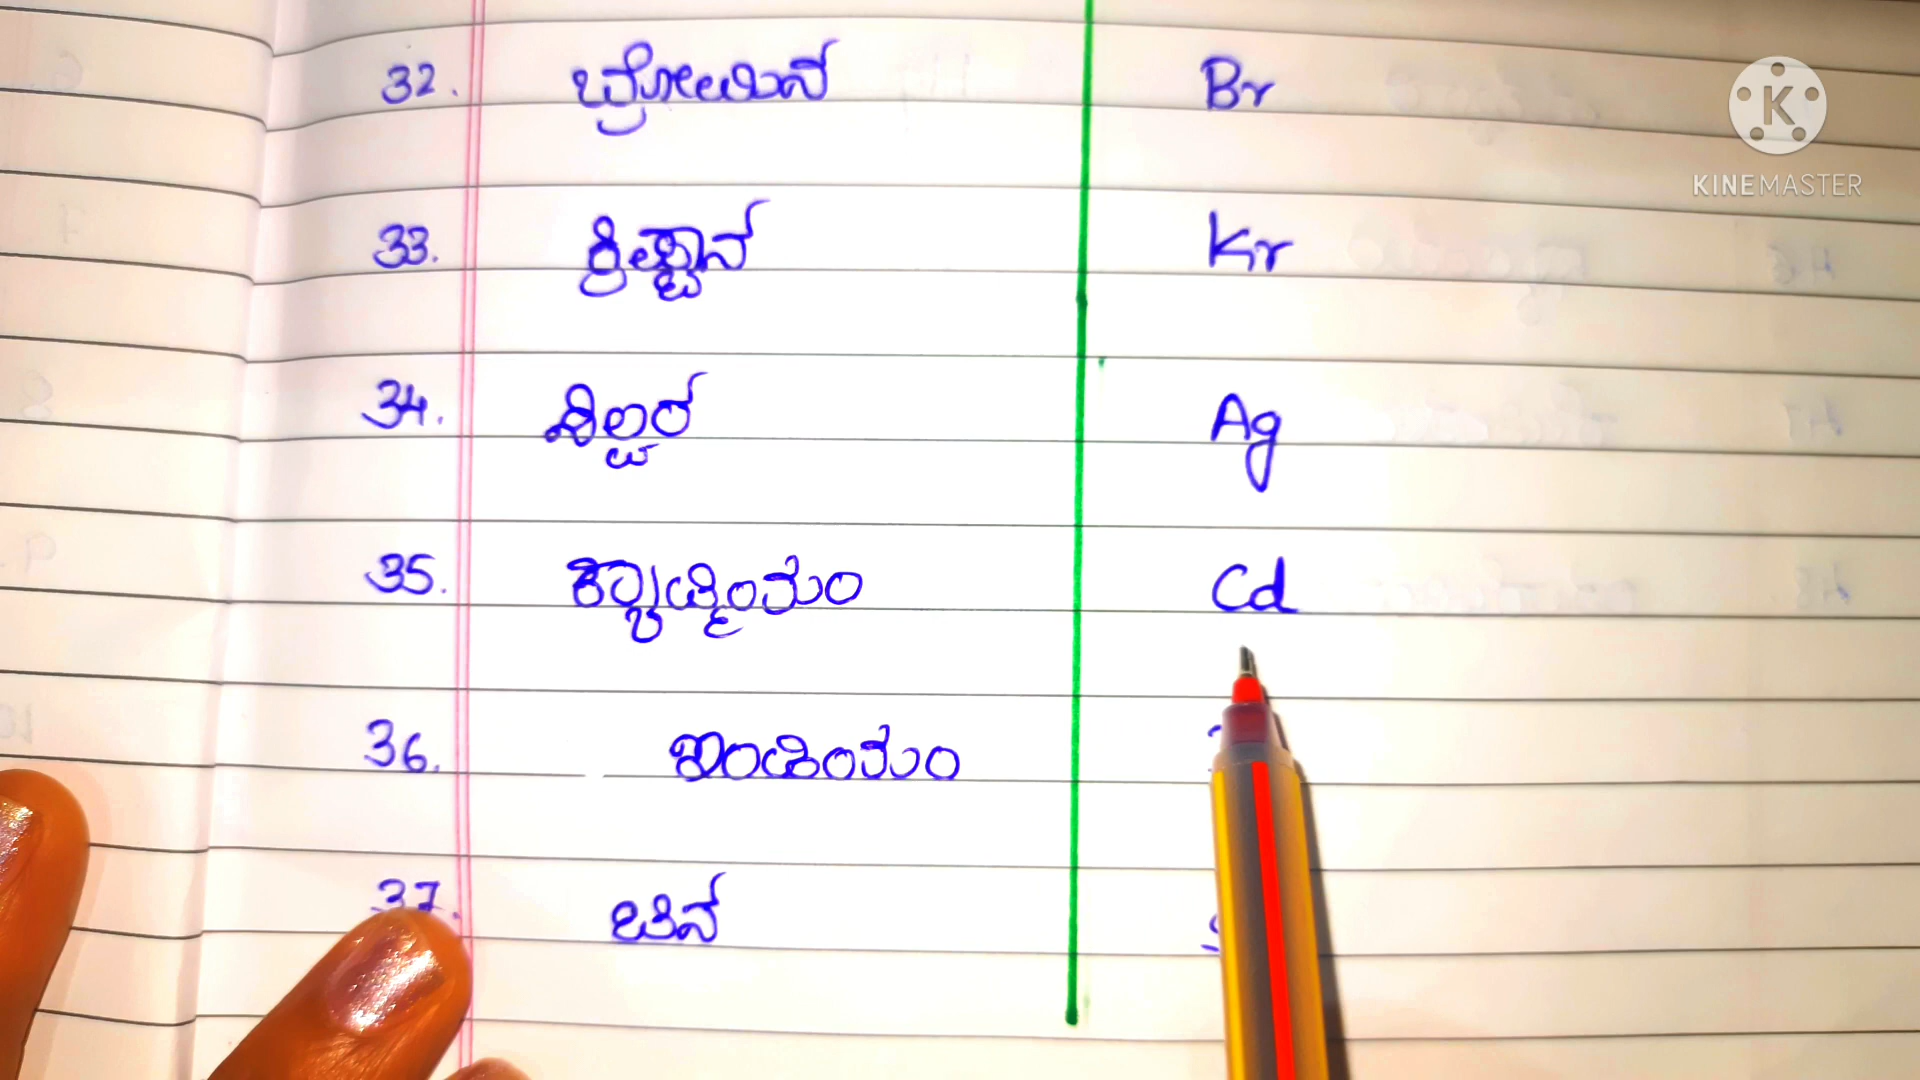 32. ಬ್ರೋಮಿನ್ Br
33. ಕ್ರಿಪ್ಟಾನ್ Kr
34. ಸಿಲ್ವರ್ Ag
35. ಕ್ಯಾಡ್ಮಿಯಂ Cd
36. ಇಂಡಿಯಂ
37. ಟಿನ್
K
KINEMASTER